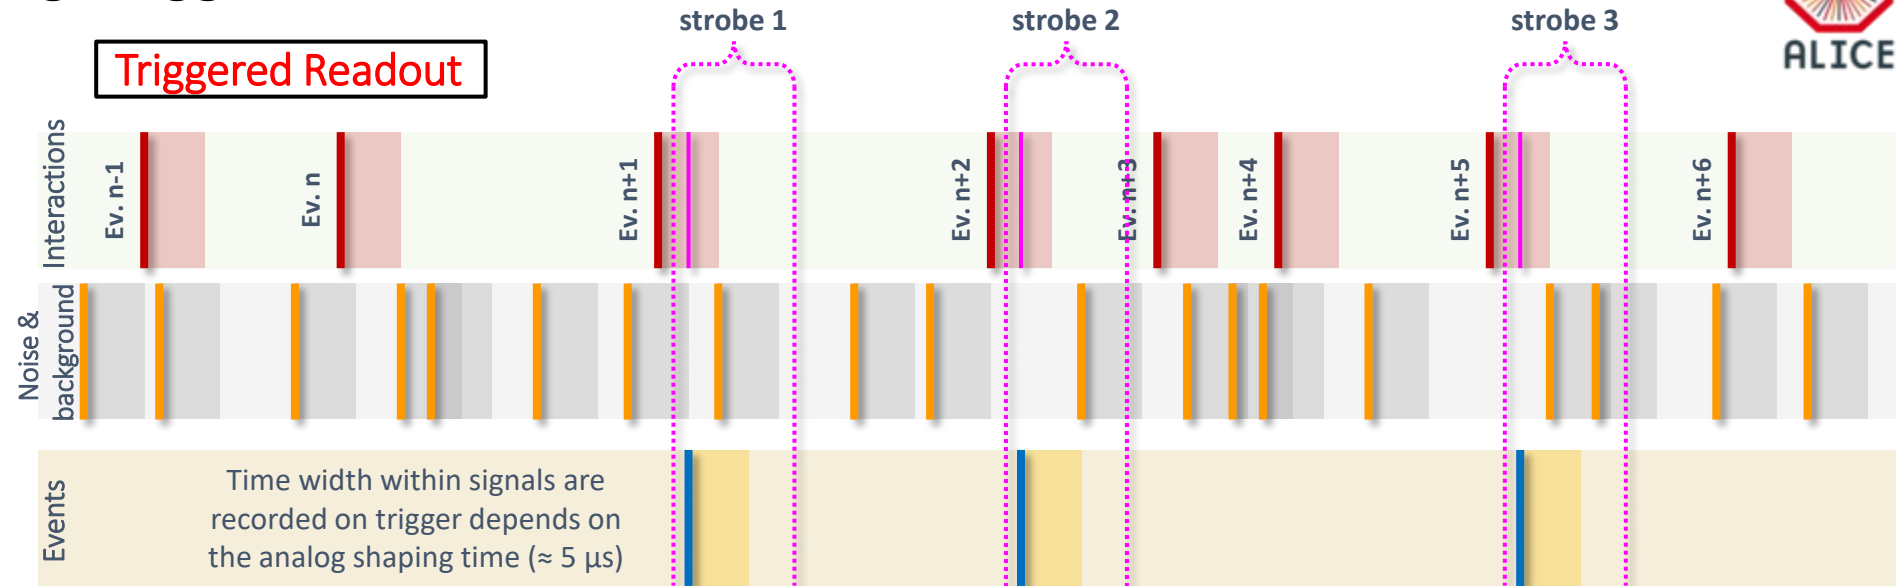 strobe 1
strobe 2
strobe 3
ALICE
Triggered Readout
Interactions
Ev. n-1
Ev. n
Ev. n+1
Ev. n+2
Ev. n+3
Ev. n+4
Ev. n+5
Ev. n+6
Noise &
background
Events
Time width within signals are
recorded on trigger depends on
the analog shaping time (≈ 5 μs)